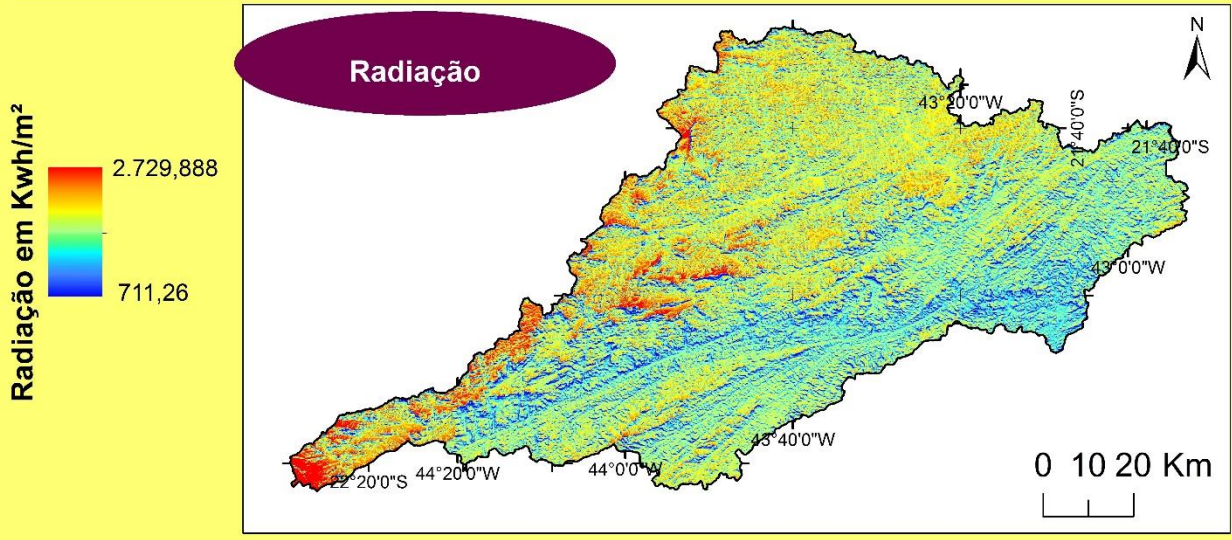 Radiação
N
Radiação em Kwh/m²
2.729,888
711,26
43°20'0"W
21°40'0"S
21°40'0"S
43°0'0"W
43°40'0"W
44°0'0"W
44°20'0"W
22°20'0"S
0 10 20 Km